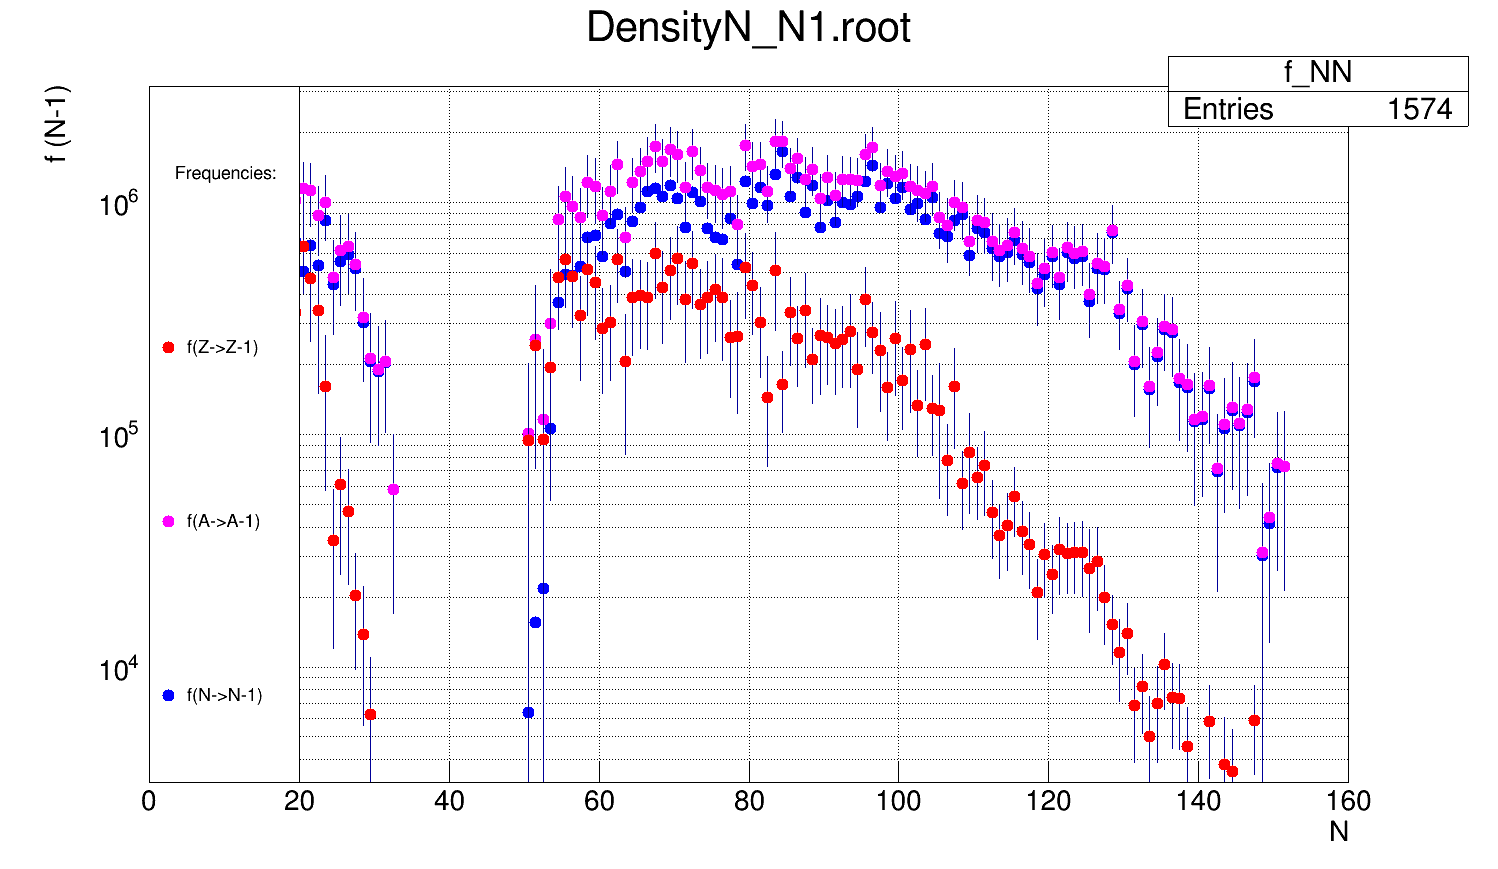 DensityN_N1.root
f_NN
Entries 1574
f (N-1)
Frequencies:
10^6
f(Z->Z-1)
10^5
f(A->A-1)
10^4
f(N->N-1)
0 20 40 60 80 100 120 140 160
N